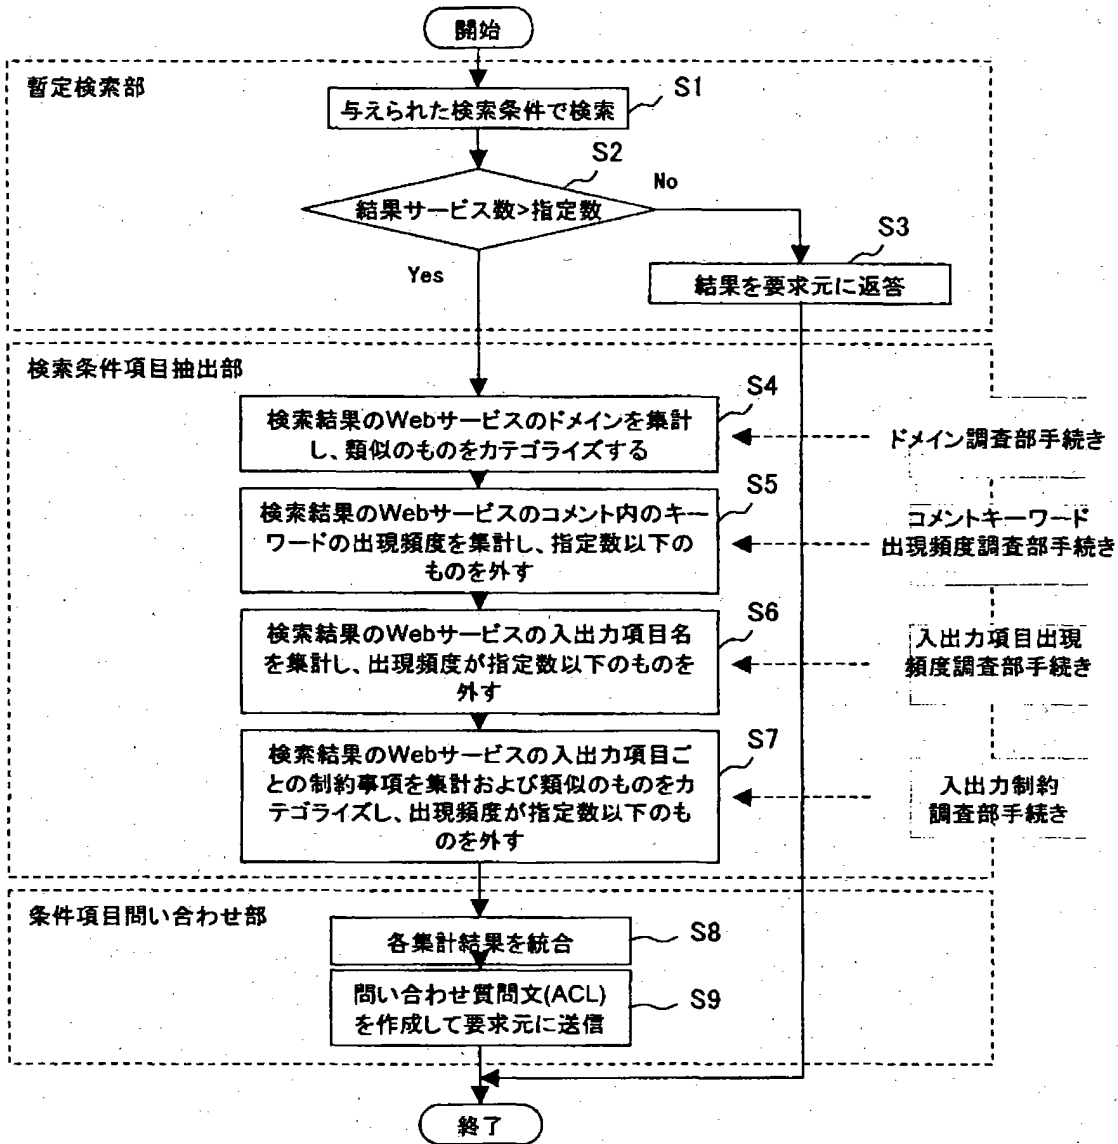 開始
暫定検索部
与えられた検索条件で検索
S1
結果サービス数>指定数
S2
No
Yes
結果を要求元に返答
S3
検索条件項目抽出部
検索結果のWebサービスのドメインを集計
し、類似のものをカテゴライズする
S4
ドメイン調査部手続き
検索結果のWebサービスのコメント内のキー
ワードの出現頻度を集計し、指定数以下の
ものを外す
S5
コメントキーワード
出現頻度調査部手続き
検索結果のWebサービスの入出力項目名
を集計し、出現頻度が指定数以下のものを
外す
S6
入出力項目出現
頻度調査部手続き
検索結果のWebサービスの入出力項目ご
との制約事項を集計および類似のものをカ
テゴライズし、出現頻度が指定数以下のも
のを外す
S7
入出力制約
調査部手続き
条件項目問い合わせ部
各集計結果を統合
S8
問い合わせ質問文(ACL)
を作成して要求元に送信
S9
終了